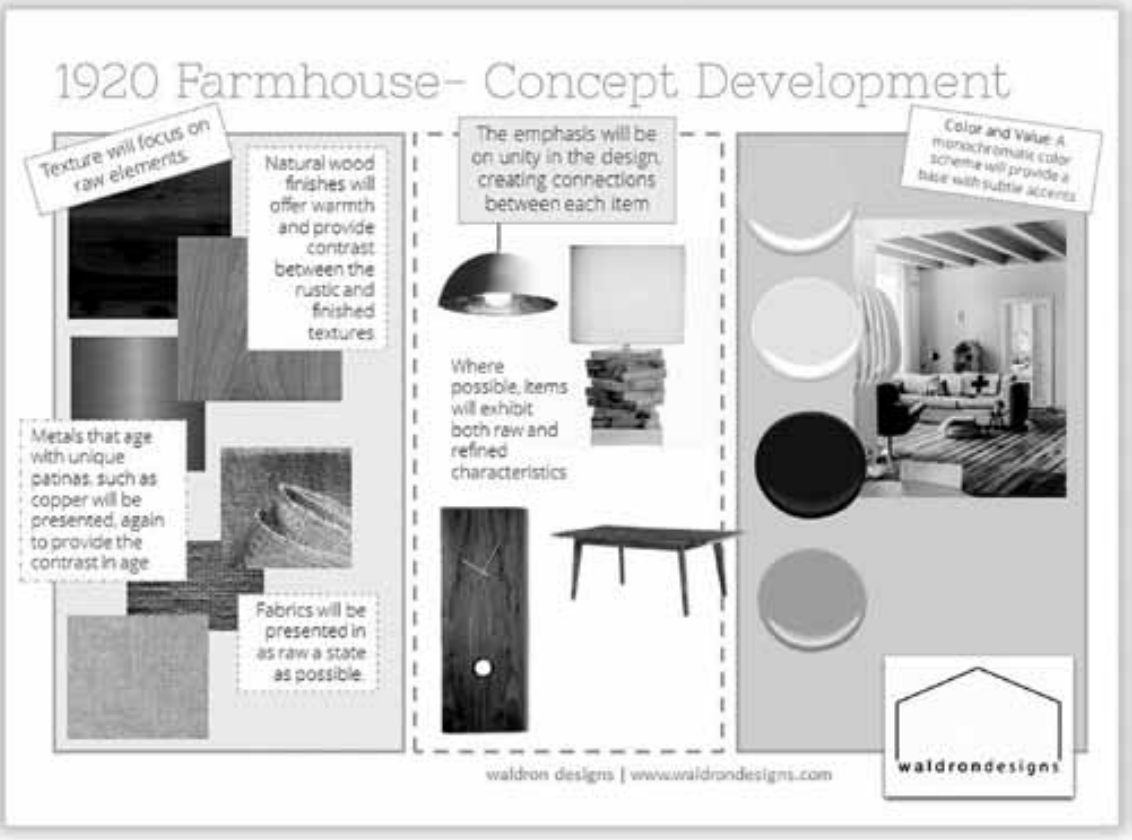 1920 Farmhouse- Concept Development
Texture will focus on
raw elements.
Natural wood
finishes will
offer warmth
and provide
contrast
between the
rustic and
finished
textures
Metals that age
with unique
patinas, such as
copper will be
presented, again
to provide the
contrast in age
Fabrics will be
presented in
as raw a state
as possible.
The emphasis will be
on unity in the design,
creating connections
between each item
Where
possible, items
will exhibit
both raw and
refined
characteristics
Color and Value: A
monochromatic color
scheme will provide a
base with subtle accents
waldrondesigns
waldron designs | www.waldrondesigns.com